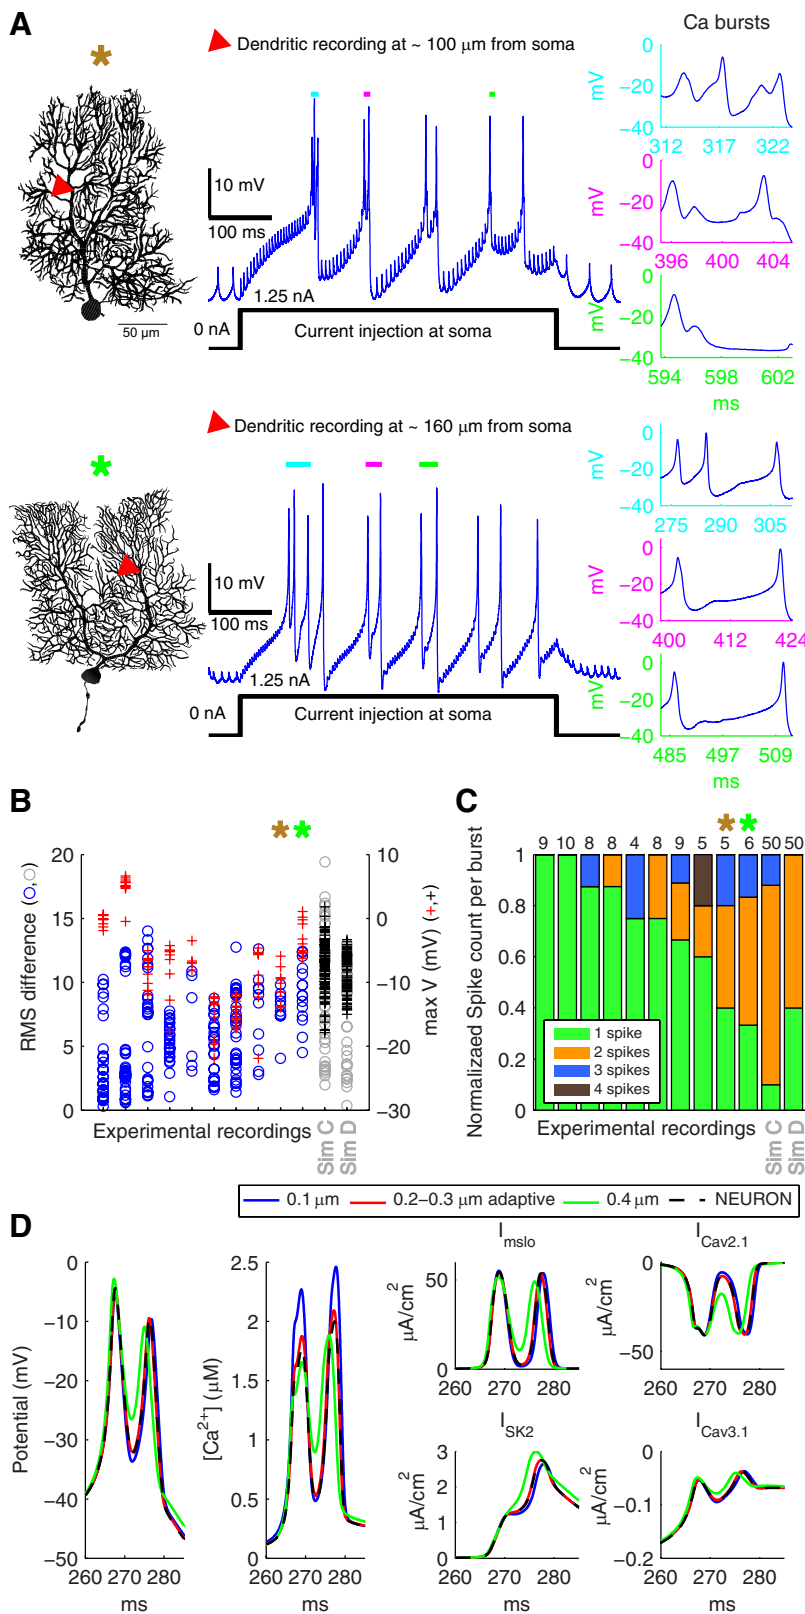 A
Dendritic recording at ~ 100 μm from soma
Ca bursts
10 mV
100 ms
50 μm
1.25 nA
0 nA
Current injection at soma
mV
0
−20
−40
312 317 322
mV
0
−20
−40
396 400 404
mV
0
−20
−40
594 598 602
ms
Dendritic recording at ~ 160 μm from soma
10 mV
100 ms
1.25 nA
0 nA
Current injection at soma
mV
0
−20
−40
275 290 305
mV
0
−20
−40
400 412 424
mV
0
−20
−40
485 497 509
ms
B
RMS difference (○,○)
20
15
10
5
0
10
0
−10
−20
−30
max V (mV) (+,+)
Experimental recordings
Sim C
Sim D
C
Normalizaed Spike count per burst
9 10 8 8 4 8 9 5 5 6 50 50
1
0.8
0.6
0.4
0.2
0
1 spike
2 spikes
3 spikes
4 spikes
Experimental recordings
Sim C
Sim D
D
0.1 μm 0.2−0.3 μm adaptive 0.4 μm NEURON
Potential (mV)
0
−10
−20
−30
−40
−50
260 270 280
ms
[Ca2+] (μM)
2.5
2
1.5
1
0.5
0
260 270 280
ms
Imslo
μA/cm2
50
0
260 270 280
ICav2.1
μA/cm2
0
−50
260 270 280
ISK2
μA/cm2
3
2
1
0
260 270 280
ms
ICav3.1
μA/cm2
0
−0.1
−0.2
260 270 280
ms